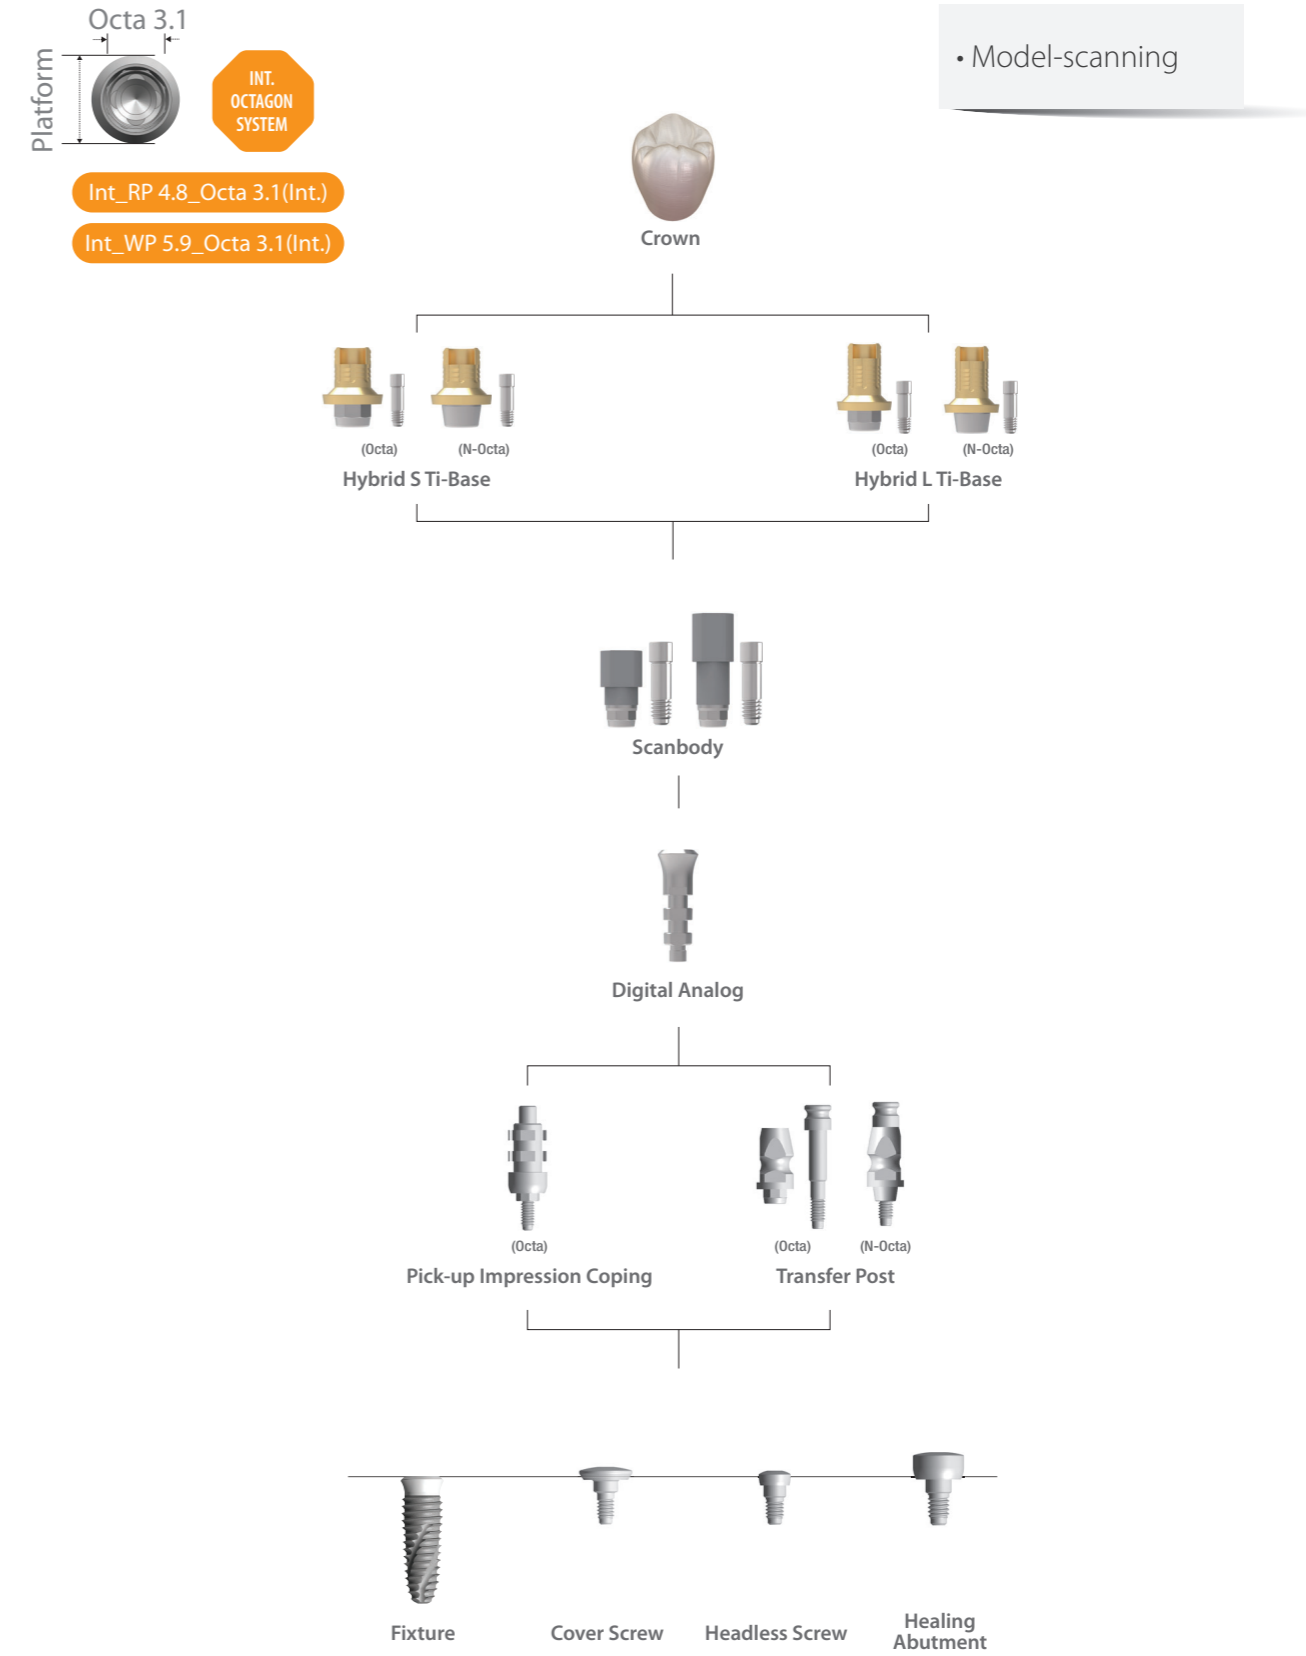 Octa 3.1
Platform
INT.
OCTAGON
SYSTEM
Int_RP 4.8_Octa 3.1(Int.)
Int_WP 5.9_Octa 3.1(Int.)
• Model-scanning
Crown
(Octa) (N-Octa)
Hybrid S Ti-Base
(Octa) (N-Octa)
Hybrid L Ti-Base
Scanbody
Digital Analog
(Octa)
Pick-up Impression Coping
(Octa) (N-Octa)
Transfer Post
Fixture
Cover Screw
Headless Screw
Healing
Abutment